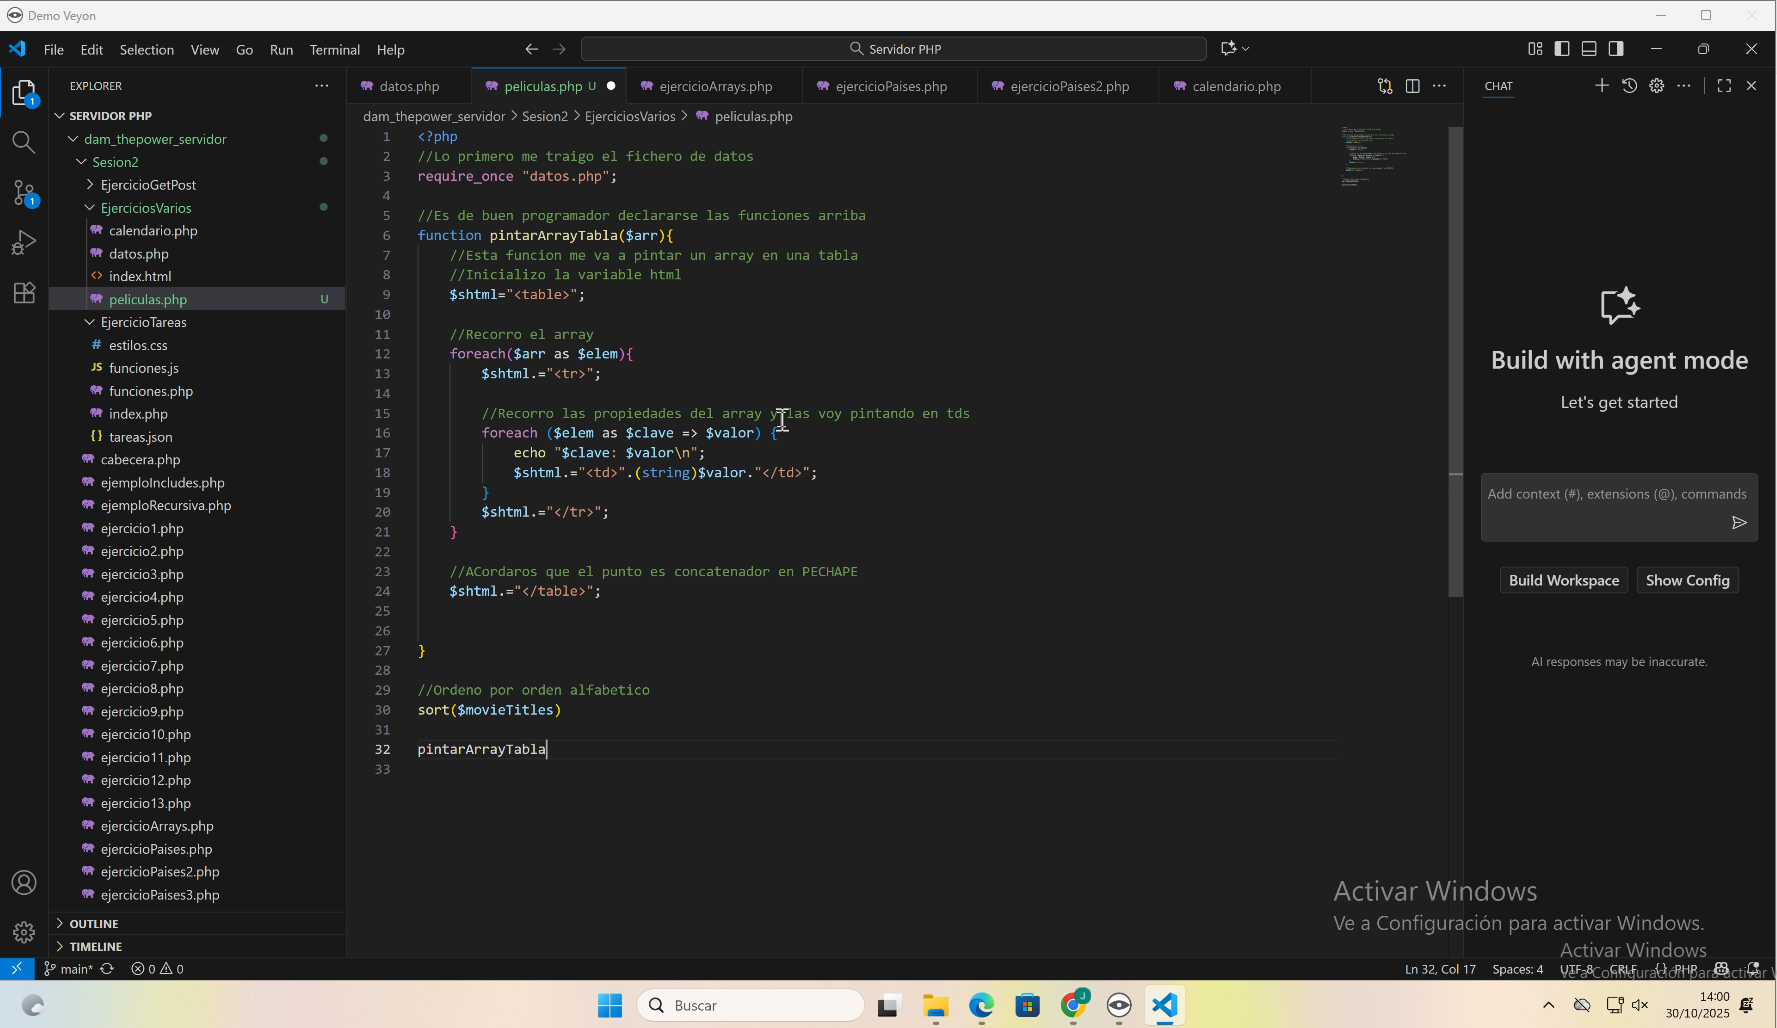 Demo Veyon
File Edit Selection View Go Run Terminal Help
Servidor PHP
EXPLORER
SERVIDOR PHP
dam_thepower_servidor
Sesion2
EjercicioGetPost
EjerciciosVarios
calendario.php
datos.php
index.html
peliculas.php U
EjercicioTareas
estilos.css
funciones.js
funciones.php
index.php
tareas.json
cabecera.php
ejemploIncludes.php
ejemploRecursiva.php
ejercicio1.php
ejercicio2.php
ejercicio3.php
ejercicio4.php
ejercicio5.php
ejercicio6.php
ejercicio7.php
ejercicio8.php
ejercicio9.php
ejercicio10.php
ejercicio11.php
ejercicio12.php
ejercicio13.php
ejercicioArrays.php
ejercicioPaises.php
ejercicioPaises2.php
ejercicioPaises3.php
OUTLINE
TIMELINE
datos.php peliculas.php U ejercicioArrays.php ejercicioPaises.php ejercicioPaises2.php calendario.php
dam_thepower_servidor > Sesion2 > EjerciciosVarios > peliculas.php
1 <?php
2 //Lo primero me traigo el fichero de datos
3 require_once "datos.php";
4
5 //Es de buen programador declararse las funciones arriba
6 function pintarArrayTabla($arr){
7 //Esta funcion me va a pintar un array en una tabla
8 //Inicializo la variable html
9 $shtml="<table>";
10
11 //Recorro el array
12 foreach($arr as $elem){
13 $shtml.="<tr>";
14
15 //Recorro las propiedades del array y las voy pintando en tds
16 foreach ($elem as $clave => $valor) {
17 echo "$clave: $valor\n";
18 $shtml.="<td>".(string)$valor."</td>";
19 }
20 $shtml.="</tr>";
21 }
22
23 //ACordaros que el punto es concatenador en PECHAPE
24 $shtml.="</table>";
25
26
27 }
28
29 //Ordeno por orden alfabetico
30 sort($movieTitles)
31
32 pintarArrayTabla
33
CHAT
Build with agent mode
Let's get started
Add context (#), extensions (@), commands
Build Workspace Show Config
AI responses may be inaccurate.
Activar Windows
Ve a Configuración para activar Windows.
Activar Windows
Ve a Configuración para activar W
1
1
main* 0 0
Ln 32, Col 17 Spaces: 4 UTF-8 CRLF {} PHP
Buscar
J
14:00
30/10/2025